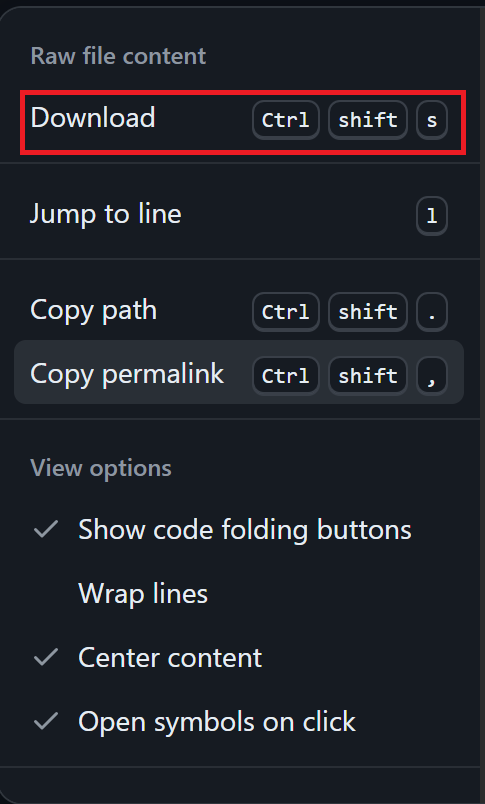 Raw file content
Download Ctrl shift s
Jump to line l
Copy path Ctrl shift .
Copy permalink Ctrl shift ,
View options
Show code folding buttons
Wrap lines
Center content
Open symbols on click